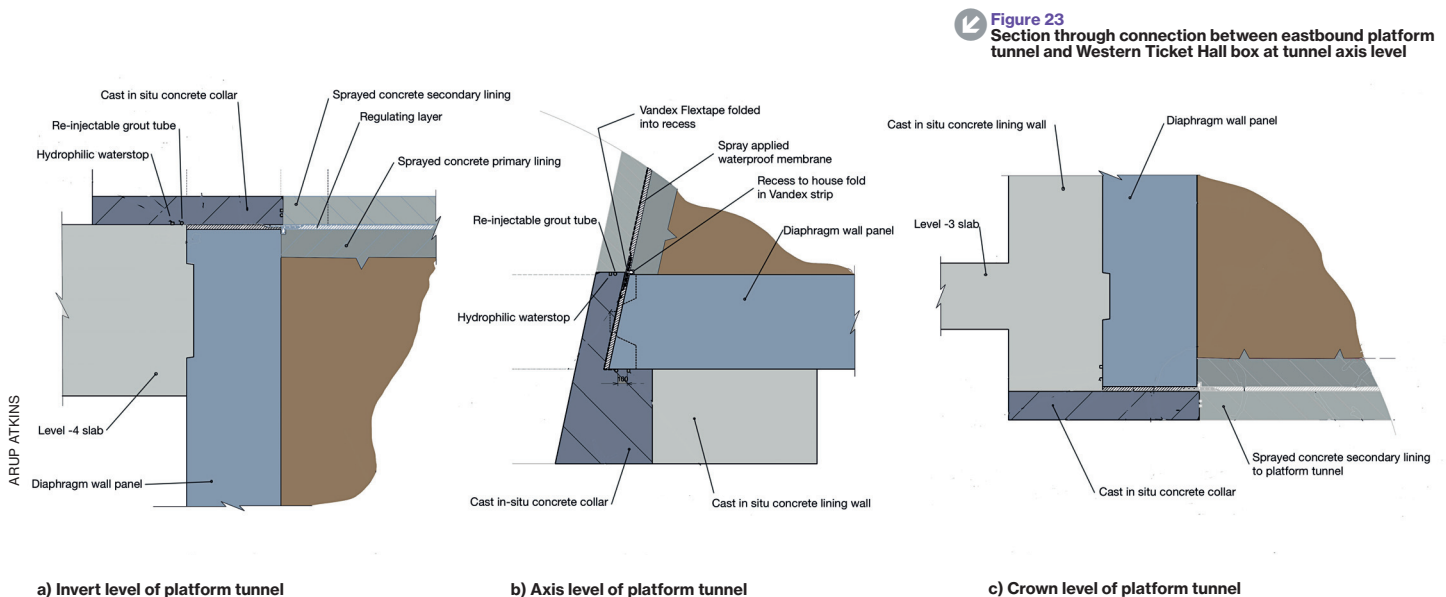 Figure 23
Section through connection between eastbound platform
tunnel and Western Ticket Hall box at tunnel axis level
Cast in situ concrete collar
Re-injectable grout tube
Hydrophilic waterstop
Sprayed concrete secondary lining
Regulating layer
Sprayed concrete primary lining
Level -4 slab
Diaphragm wall panel
ARUP ATKINS
a) Invert level of platform tunnel
Vandex Flextape folded
into recess
Spray applied
waterproof membrane
Recess to house fold
in Vandex strip
Re-injectable grout tube
Diaphragm wall panel
Hydrophilic waterstop
100
Cast in-situ concrete collar
Cast in situ concrete lining wall
b) Axis level of platform tunnel
Cast in situ concrete lining wall
Diaphragm wall panel
Level -3 slab
Sprayed concrete secondary lining
to platform tunnel
Cast in situ concrete collar
c) Crown level of platform tunnel